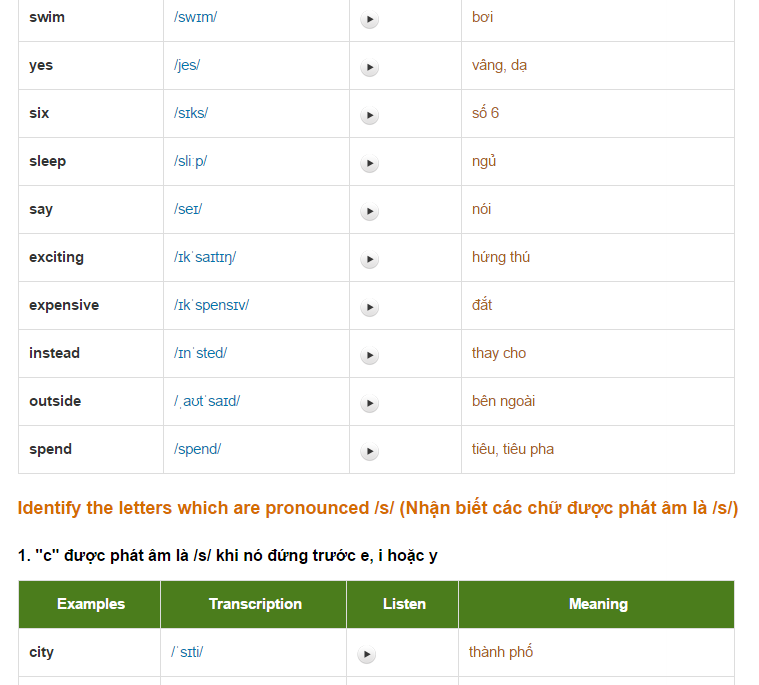 swim /swɪm/ bơi
yes /jes/ vâng, dạ
six /sɪks/ số 6
sleep /sliːp/ ngủ
say /seɪ/ nói
exciting /ɪkˈsaɪtɪŋ/ hứng thú
expensive /ɪkˈspensɪv/ đắt
instead /ɪnˈsted/ thay cho
outside /ˌaʊtˈsaɪd/ bên ngoài
spend /spend/ tiêu, tiêu pha
Identify the letters which are pronounced /s/ (Nhận biết các chữ được phát âm là /s/)
1. "c" được phát âm là /s/ khi nó đứng trước e, i hoặc y
Examples Transcription Listen Meaning
city /ˈsɪti/ thành phố